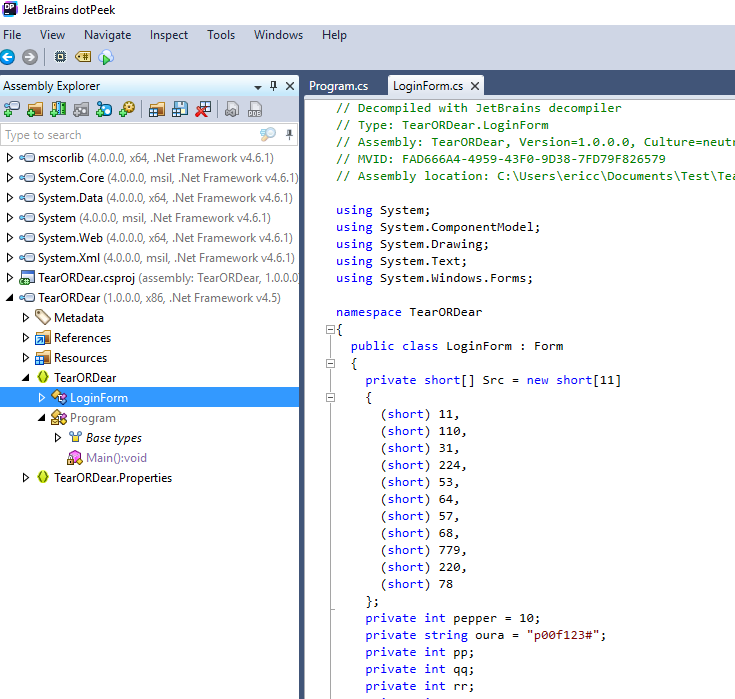 JetBrains dotPeek
File View Navigate Inspect Tools Windows Help
Assembly Explorer
Type to search
mscorlib (4.0.0.0, x64, .Net Framework v4.6.1)
System.Core (4.0.0.0, msil, .Net Framework v4.6.1)
System.Data (4.0.0.0, x64, .Net Framework v4.6.1)
System (4.0.0.0, msil, .Net Framework v4.6.1)
System.Web (4.0.0.0, x64, .Net Framework v4.6.1)
System.Xml (4.0.0.0, msil, .Net Framework v4.6.1)
TearORDear.csproj (assembly: TearORDear, 1.0.0.0
TearORDear (1.0.0.0, x86, .Net Framework v4.5)
Metadata
References
Resources
TearORDear
LoginForm
Program
Base types
Main():void
TearORDear.Properties
Program.cs LoginForm.cs
// Decompiled with JetBrains decompiler
// Type: TearORDear.LoginForm
// Assembly: TearORDear, Version=1.0.0.0, Culture=neutr
// MVID: FAD666A4-4959-43F0-9D38-7FD79F826579
// Assembly location: C:\Users\ericc\Documents\Test\Tea
using System;
using System.ComponentModel;
using System.Drawing;
using System.Text;
using System.Windows.Forms;
namespace TearORDear
{
public class LoginForm : Form
{
private short[] Src = new short[11]
{
(short) 11,
(short) 110,
(short) 31,
(short) 224,
(short) 53,
(short) 64,
(short) 57,
(short) 68,
(short) 779,
(short) 220,
(short) 78
};
private int pepper = 10;
private string oura = "p00f123#";
private int pp;
private int qq;
private int rr;